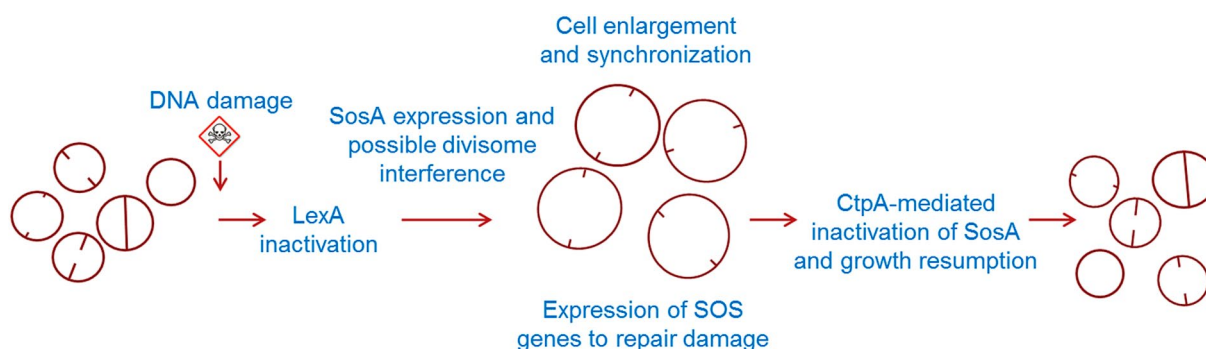 DNA damage
LexA
inactivation
SosA expression and
possible divisome
interference
Cell enlargement
and synchronization
Expression of SOS
genes to repair damage
CtpA-mediated
inactivation of SosA
and growth resumption